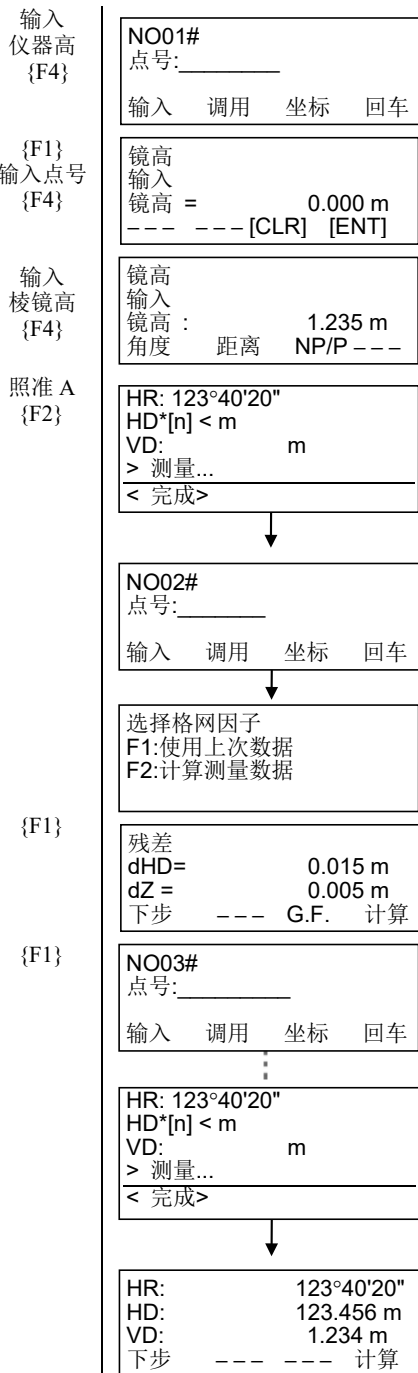 输入
仪器高
{F4}
NO01#
点号:________
输入 调用 坐标 回车
{F1}
输入点号
{F4}
镜高
输入
镜高 = 0.000 m
– – – – – – [CLR] [ENT]
输入
棱镜高
{F4}
镜高
输入
镜高 : 1.235 m
角度 距离 NP/P – – –
照准 A
{F2}
HR: 123°40'20"
HD*[n] < m
VD: m
> 测量...
< 完成>
NO02#
点号:_______
输入 调用 坐标 回车
选择格网因子
F1:使用上次数据
F2:计算测量数据
{F1}
残差
dHD= 0.015 m
dZ = 0.005 m
下步 – – – G.F. 计算
{F1}
NO03#
点号:_________
输入 调用 坐标 回车
HR: 123°40'20"
HD*[n] < m
VD: m
> 测量...
< 完成>
HR: 123°40'20"
HD: 123.456 m
VD: 1.234 m
下步 – – – – – – 计算